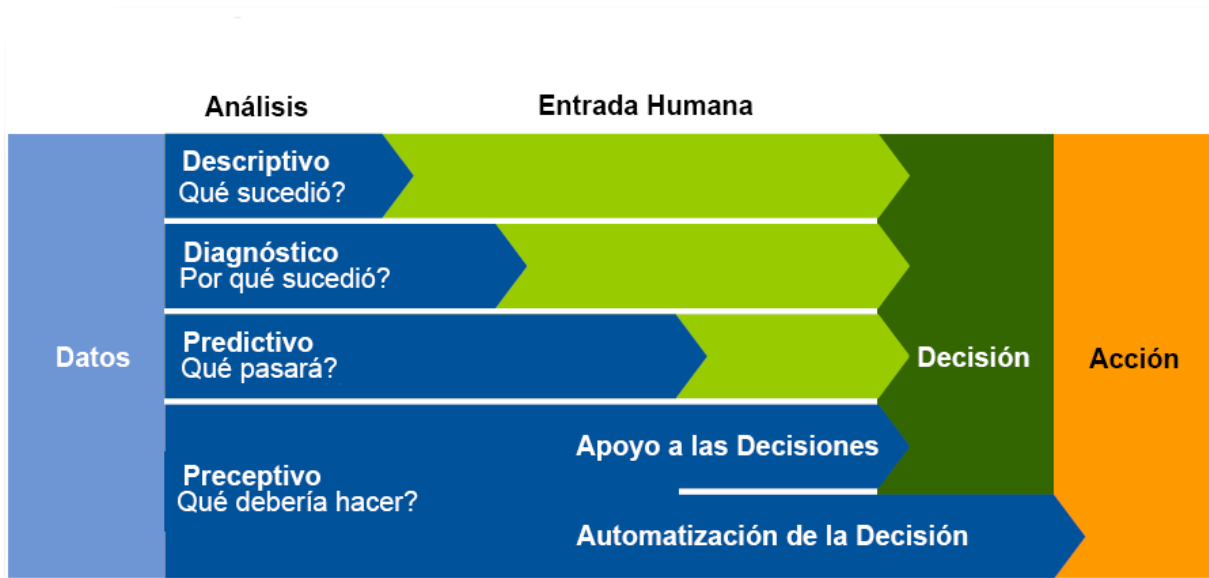 Análisis
Entrada Humana
Descriptivo
Qué sucedió?
Diagnóstico
Por qué sucedió?
Predictivo
Qué pasará?
Datos
Decisión
Acción
Apoyo a las Decisiones
Preceptivo
Qué debería hacer?
Automatización de la Decisión